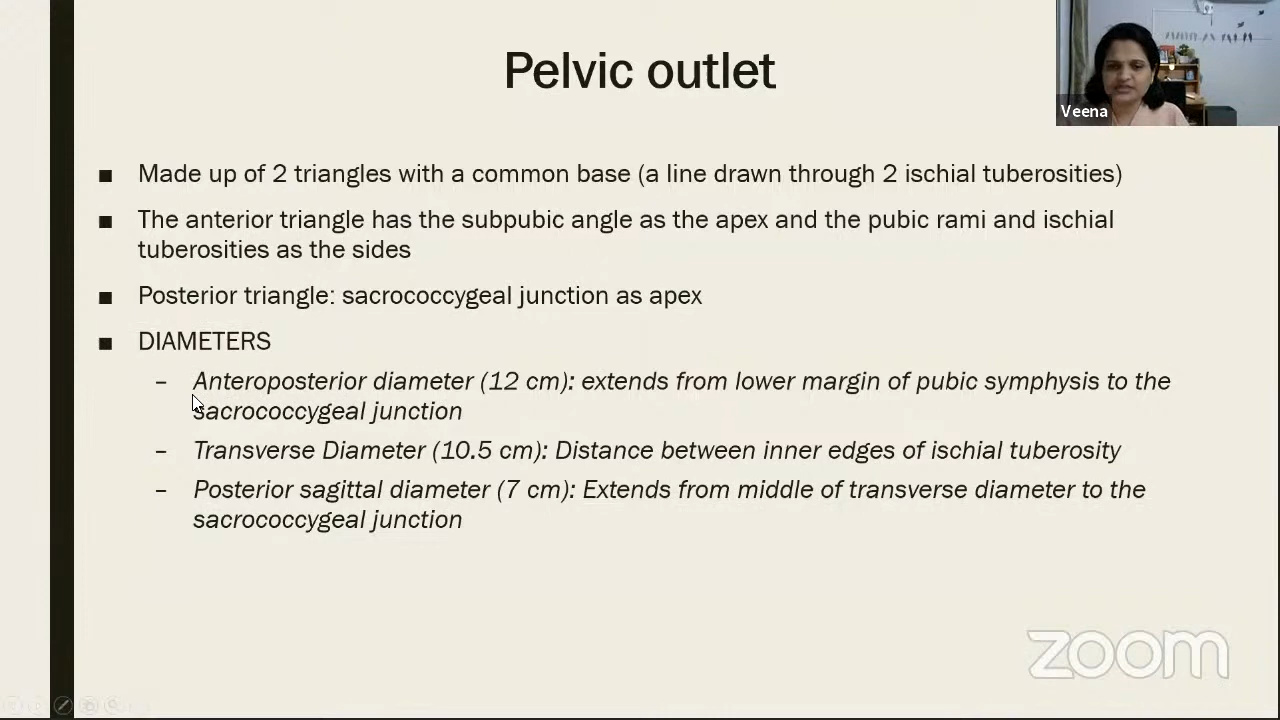 Pelvic outlet
Veena
■ Made up of 2 triangles with a common base (a line drawn through 2 ischial tuberosities)
■ The anterior triangle has the subpubic angle as the apex and the pubic rami and ischial
tuberosities as the sides
■ Posterior triangle: sacrococcygeal junction as apex
■ DIAMETERS
– Anteroposterior diameter (12 cm): extends from lower margin of pubic symphysis to the
sacrococcygeal junction
– Transverse Diameter (10.5 cm): Distance between inner edges of ischial tuberosity
– Posterior sagittal diameter (7 cm): Extends from middle of transverse diameter to the
sacrococcygeal junction
zoom